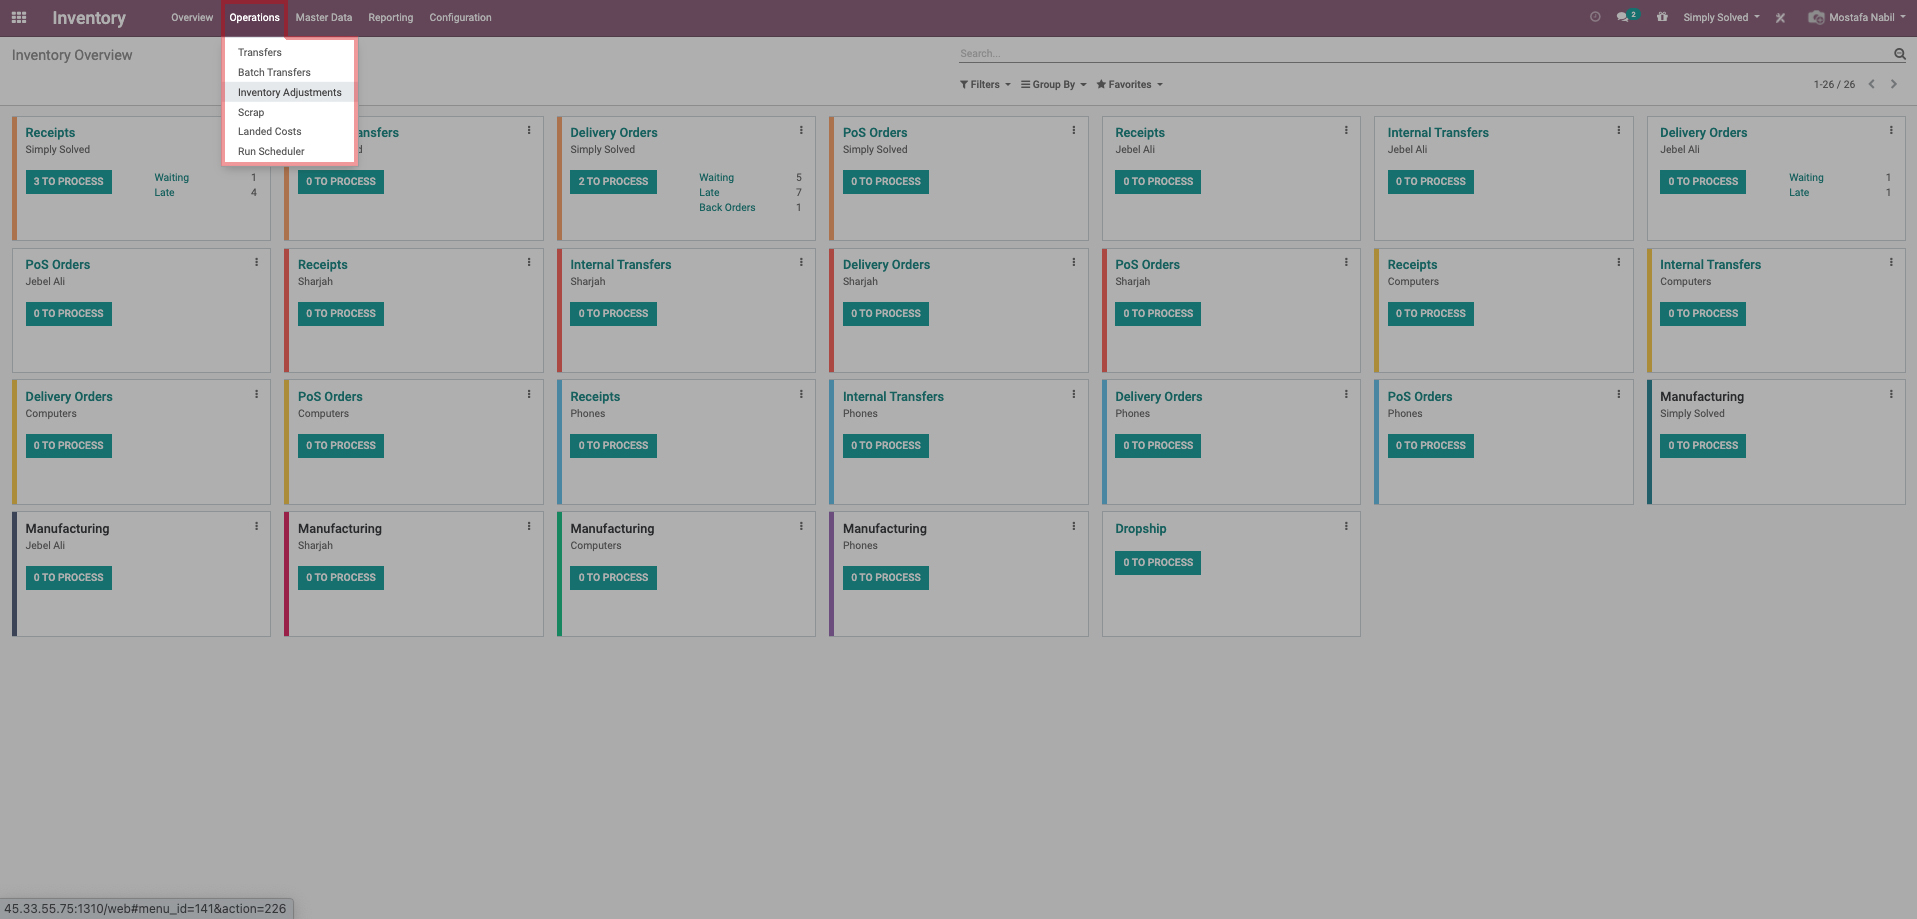 Inventory
Overview
Operations
Master Data
Reporting
Configuration
2
Simply Solved
Mostafa Nabil
Inventory Overview
Search...
Filters
Group By
Favorites
1-26 / 26
Transfers
Batch Transfers
Inventory Adjustments
Scrap
Landed Costs
Run Scheduler
Receipts
Simply Solved
3 TO PROCESS
Waiting 1
Late 4
ansfers
d
0 TO PROCESS
Delivery Orders
Simply Solved
2 TO PROCESS
Waiting 5
Late 7
Back Orders 1
PoS Orders
Simply Solved
0 TO PROCESS
Receipts
Jebel Ali
0 TO PROCESS
Internal Transfers
Jebel Ali
0 TO PROCESS
Delivery Orders
Jebel Ali
0 TO PROCESS
Waiting 1
Late 1
PoS Orders
Jebel Ali
0 TO PROCESS
Receipts
Sharjah
0 TO PROCESS
Internal Transfers
Sharjah
0 TO PROCESS
Delivery Orders
Sharjah
0 TO PROCESS
PoS Orders
Sharjah
0 TO PROCESS
Receipts
Computers
0 TO PROCESS
Internal Transfers
Computers
0 TO PROCESS
Delivery Orders
Computers
0 TO PROCESS
PoS Orders
Computers
0 TO PROCESS
Receipts
Phones
0 TO PROCESS
Internal Transfers
Phones
0 TO PROCESS
Delivery Orders
Phones
0 TO PROCESS
PoS Orders
Phones
0 TO PROCESS
Manufacturing
Simply Solved
0 TO PROCESS
Manufacturing
Jebel Ali
0 TO PROCESS
Manufacturing
Sharjah
0 TO PROCESS
Manufacturing
Computers
0 TO PROCESS
Manufacturing
Phones
0 TO PROCESS
Dropship
0 TO PROCESS
45.33.55.75:1310/web#menu_id=141&action=226